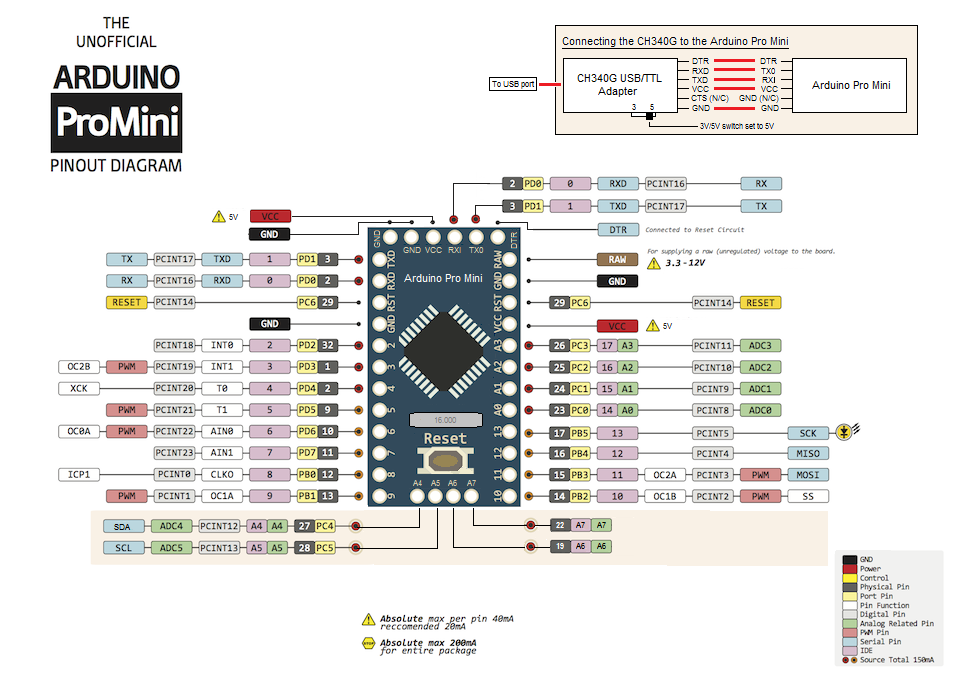 THE
UNOFFICIAL
ARDUINO
ProMini
PINOUT DIAGRAM
Connecting the CH340G to the Arduino Pro Mini
To USB port
CH340G USB/TTL
Adapter
3 5
DTR DTR
RXD TX0
TXD RXI
VCC VCC
CTS (N/C) GND (N/C)
GND GND
Arduino Pro Mini
3V/5V switch set to 5V
2 PD0 0 RXD PCINT16 RX
3 PD1 1 TXD PCINT17 TX
DTR Connected to Reset Circuit
5V VCC
GND
For supplying a raw (unregulated) voltage to the board.
RAW 3.3 - 12V
GND
29 PC6 PCINT14 RESET
VCC 5V
26 PC3 17 A3 PCINT11 ADC3
25 PC2 16 A2 PCINT10 ADC2
24 PC1 15 A1 PCINT9 ADC1
23 PC0 14 A0 PCINT8 ADC0
17 PB5 13 PCINT5 SCK
16 PB4 12 PCINT4 MISO
15 PB3 11 OC2A PCINT3 PWM MOSI
14 PB2 10 OC1B PCINT2 PWM SS
TX PCINT17 TXD 1 PD1 3
RX PCINT16 RXD 0 PD0 2
RESET PCINT14 PC6 29
GND
PCINT18 INT0 2 PD2 32
OC2B PWM PCINT19 INT1 3 PD3 1
XCK PCINT20 T0 4 PD4 2
PWM PCINT21 T1 5 PD5 9
OC0A PWM PCINT22 AIN0 6 PD6 10
PCINT23 AIN1 7 PD7 11
ICP1 PCINT0 CLKO 8 PB0 12
PWM PCINT1 OC1A 9 PB1 13
GND GND VCC RXI TX0 DTR
Arduino Pro Mini
TXD
RXD
RST
GND
2
3
4
5
6
7
8
9
RAW
GND
RST
VCC
A3
A2
A1
A0
13
12
11
10
16.000
Reset
A4 A5 A6 A7
SDA ADC4 PCINT12 A4 A4 27 PC4
SCL ADC5 PCINT13 A5 A5 28 PC5
22 A7 A7
19 A6 A6
Absolute max per pin 40mA
reccomended 20mA
STOP
Absolute max 200mA
for entire package
GND
Power
Control
Physical Pin
Port Pin
Pin Function
Digital Pin
Analog Related Pin
PWM Pin
Serial Pin
IDE
Source Total 150mA